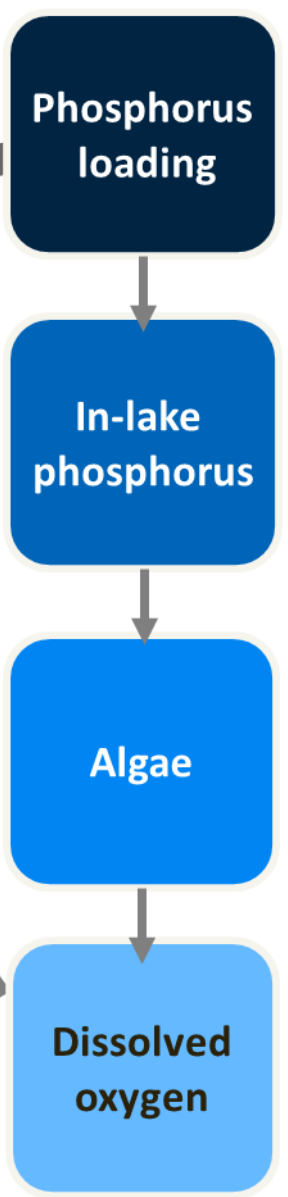 Phosphorus
loading
In-lake
phosphorus
Algae
Dissolved
oxygen